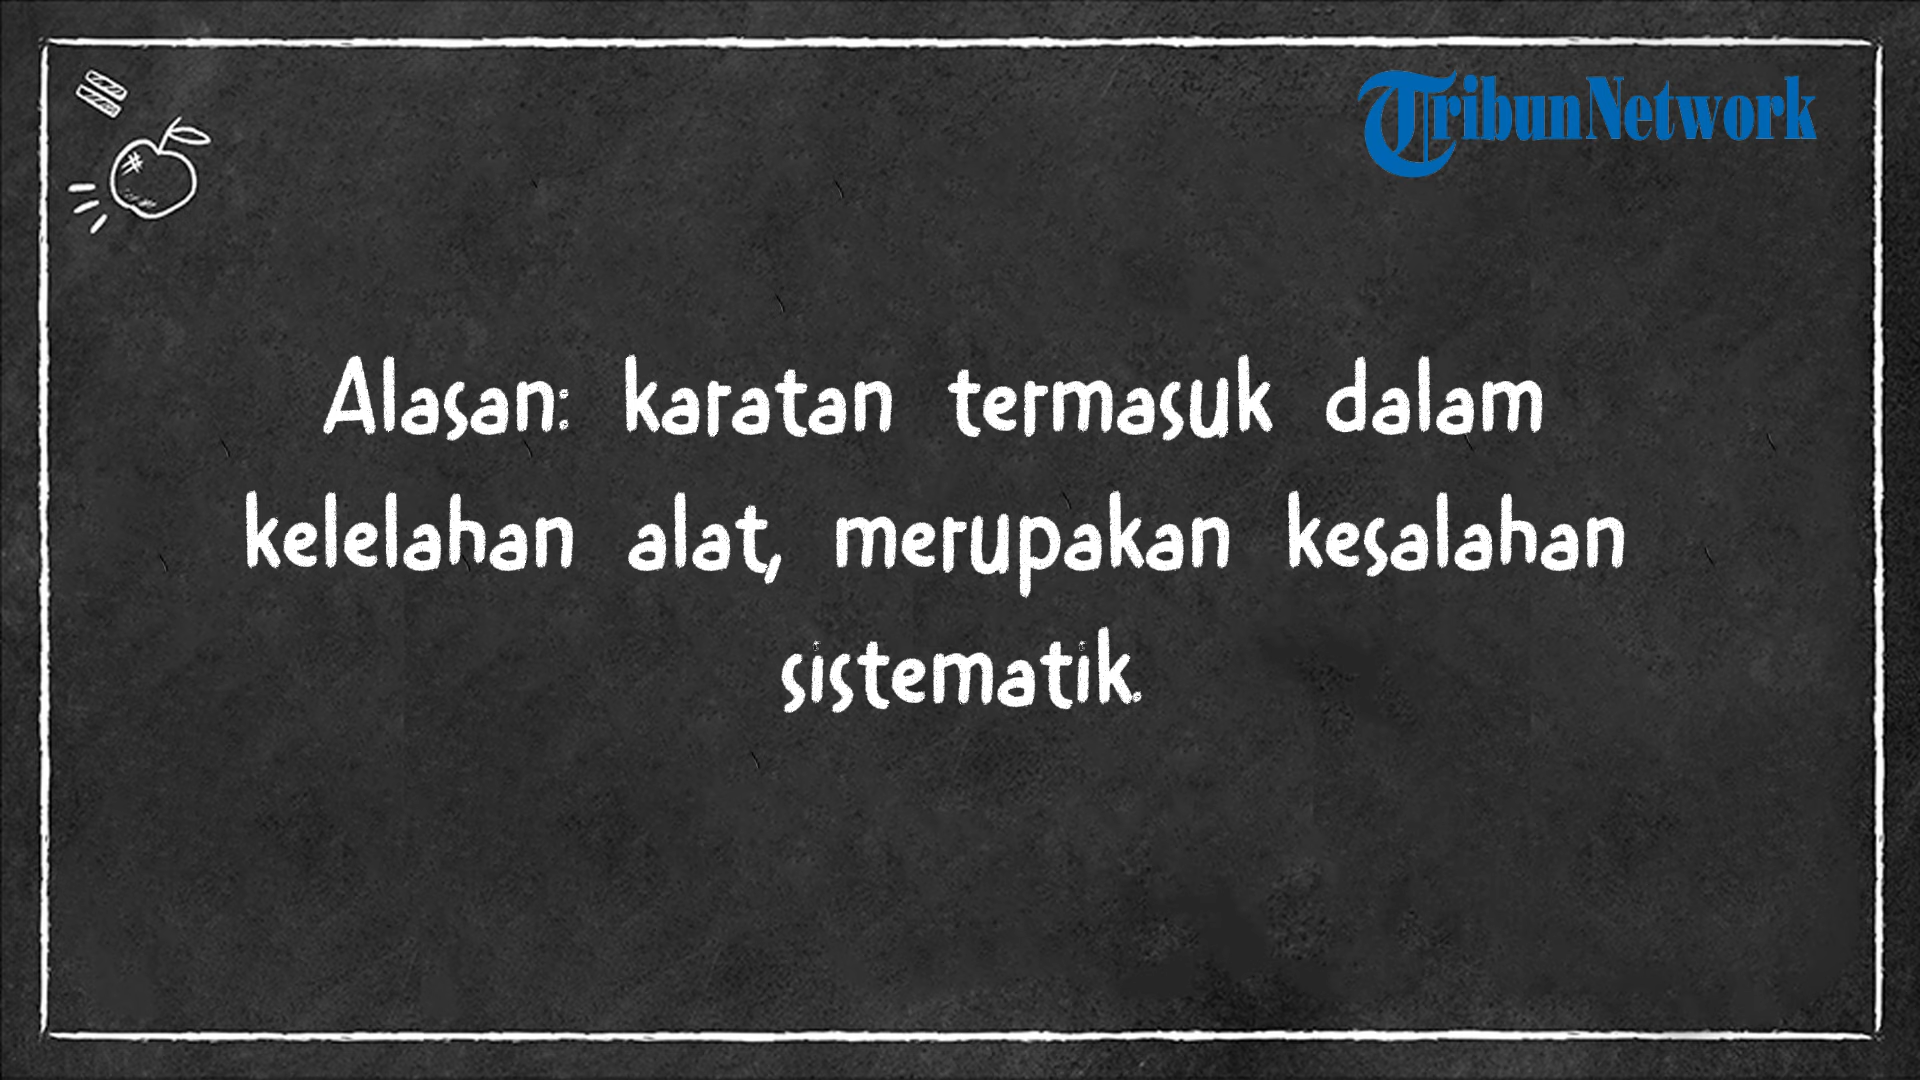 TribunNetwork
Alasan: karatan termasuk dalam
kelelahan alat, merupakan kesalahan
sistematik.